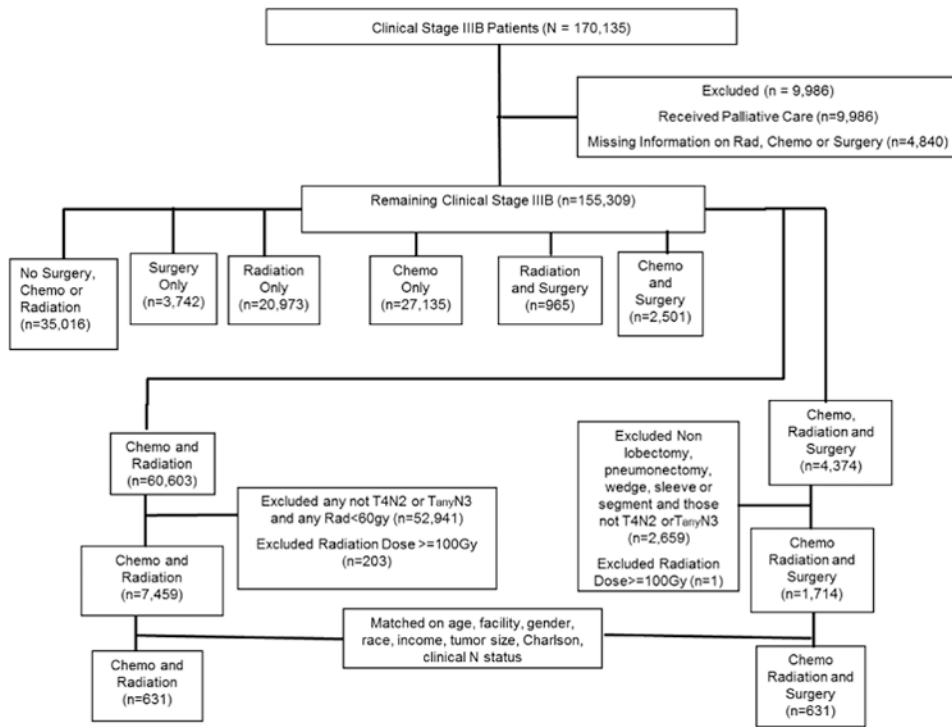 Clinical Stage IIIB Patients (N = 170,135)
Excluded (n = 9,986)
Received Palliative Care (n=9,986)
Missing Information on Rad, Chemo or Surgery (n=4,840)
Remaining Clinical Stage IIIB (n=155,309)
No Surgery,
Chemo or
Radiation
(n=35,016)
Surgery
Only
(n=3,742)
Radiation
Only
(n=20,973)
Chemo
Only
(n=27,135)
Radiation
and Surgery
(n=965)
Chemo
and
Surgery
(n=2,501)
Chemo and
Radiation
(n=60,603)
Excluded any not T4N2 or TanyN3
and any Rad<60gy (n=52,941)
Excluded Radiation Dose >=100Gy
(n=203)
Excluded Non
lobectomy,
pneumonectomy,
wedge, sleeve or
segment and those
not T4N2 orTanyN3
(n=2,659)
Excluded Radiation
Dose>=100Gy (n=1)
Chemo,
Radiation and
Surgery
(n=4,374)
Chemo and
Radiation
(n=7,459)
Chemo
Radiation and
Surgery
(n=1,714)
Matched on age, facility, gender,
race, income, tumor size, Charlson,
clinical N status
Chemo and
Radiation
(n=631)
Chemo
Radiation and
Surgery
(n=631)